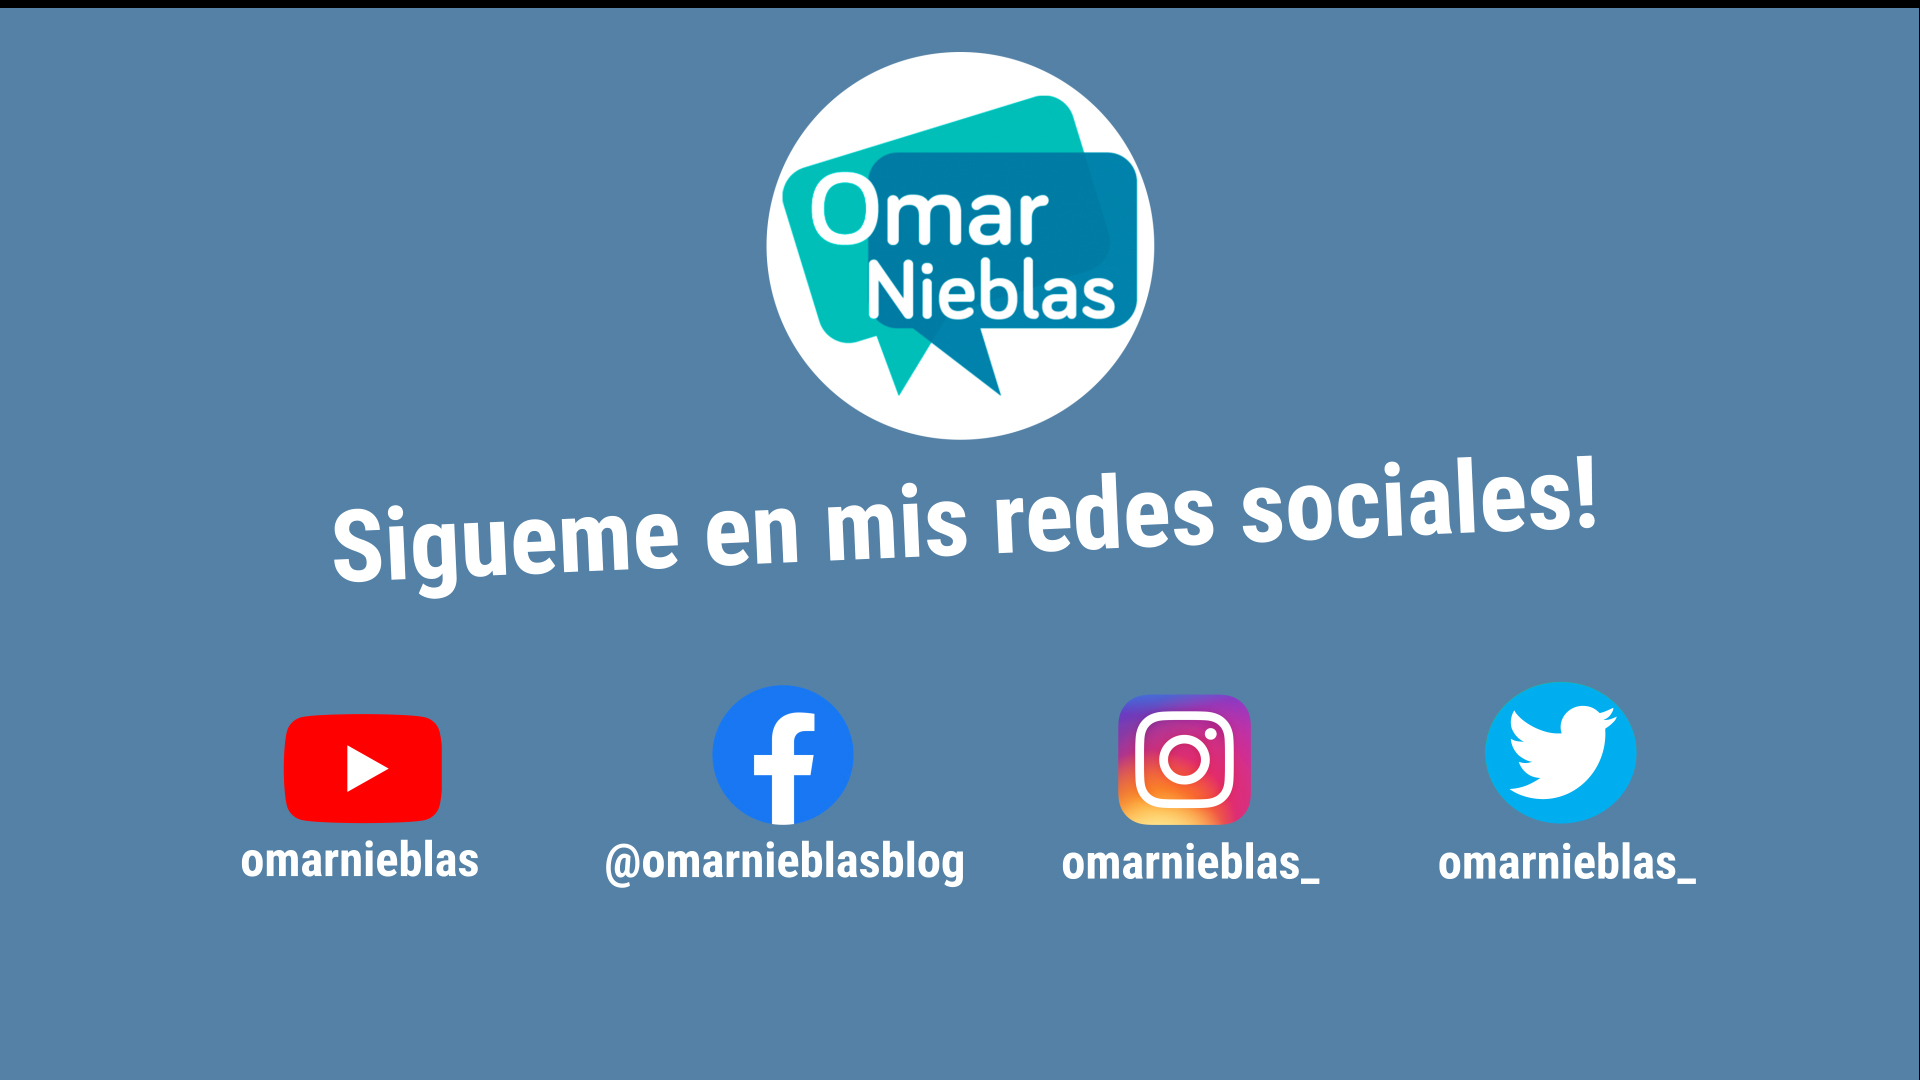 Omar
Nieblas
Sigueme en mis redes sociales!
omarnieblas
@omarnieblasblog
omarnieblas_
omarnieblas_